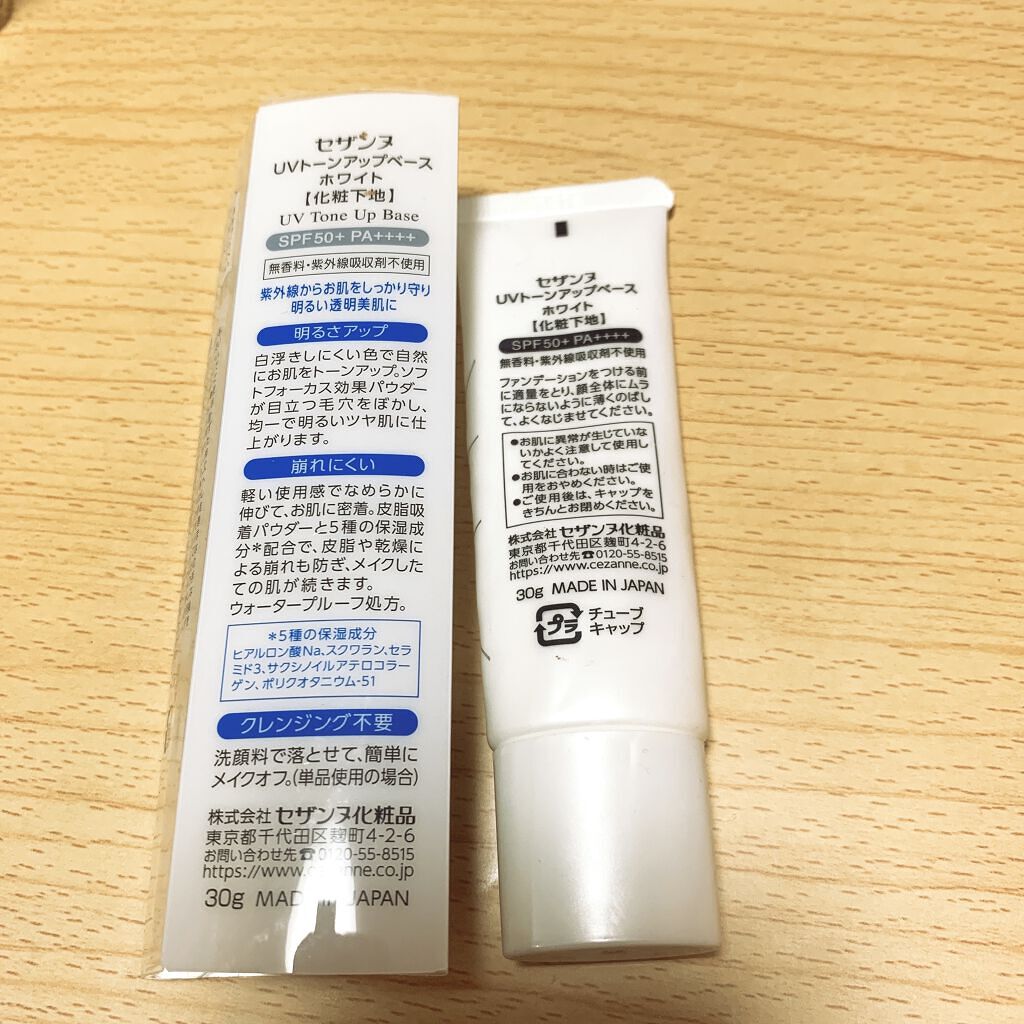 セザンヌ
UVトーンアップベース
ホワイト
【化粧下地】
UV Tone Up Base
SPF50+ PA++++
無香料・紫外線吸収剤不使用
紫外線からお肌をしっかり守り
明るい透明美肌に
明るさアップ
白浮きしにくい色で自然
にお肌をトーンアップ。ソフ
トフォーカス効果パウダー
が目立つ毛穴をぼかし、
均一で明るいツヤ肌に仕
上がります。
崩れにくい
軽い使用感でなめらかに
伸びて、お肌に密着。皮脂吸
着パウダーと5種の保湿成
分*配合で、皮脂や乾燥に
よる崩れも防ぎ、メイクした
ての肌が続きます。
ウォータープルーフ処方。
*5種の保湿成分
ヒアルロン酸Na、スクワラン、セラ
ミド3、サクシノイルアテロコラー
ゲン、ポリクオタニウム-51
クレンジング不要
洗顔料で落とせて、簡単に
メイクオフ。(単品使用の場合)
株式会社 セザンヌ化粧品
東京都千代田区麹町4-2-6
お問い合わせ先☎0120-55-8515
https://www.cezanne.co.jp
30g MADE IN JAPAN
セザンヌ
UVトーンアップベース
ホワイト
【化粧下地】
SPF50+ PA++++
無香料・紫外線吸収剤不使用
ファンデーションをつける前
に適量をとり、顔全体にムラ
にならないように薄くのばし
て、よくなじませてください。
●お肌に異常が生じていな
いかよく注意して使用し
てください。
●お肌に合わない時はご使
用をおやめください。
●ご使用後は、キャップを
きちんとお閉めください。
株式会社 セザンヌ化粧品
東京都千代田区麹町4-2-6
お問い合わせ先☎0120-55-8515
https://www.cezanne.co.jp
30g MADE IN JAPAN
プラ
チューブ
キャップ